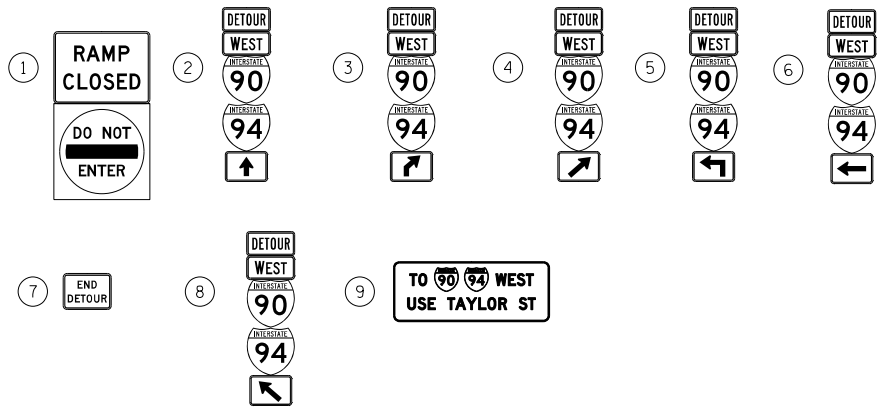 1
RAMP
CLOSED
DO NOT
ENTER
2
DETOUR
WEST
INTERSTATE
90
INTERSTATE
94
3
DETOUR
WEST
INTERSTATE
90
INTERSTATE
94
4
DETOUR
WEST
INTERSTATE
90
INTERSTATE
94
5
DETOUR
WEST
INTERSTATE
90
INTERSTATE
94
6
DETOUR
WEST
INTERSTATE
90
INTERSTATE
94
7
END
DETOUR
8
DETOUR
WEST
INTERSTATE
90
INTERSTATE
94
9
TO 90 94 WEST
USE TAYLOR ST